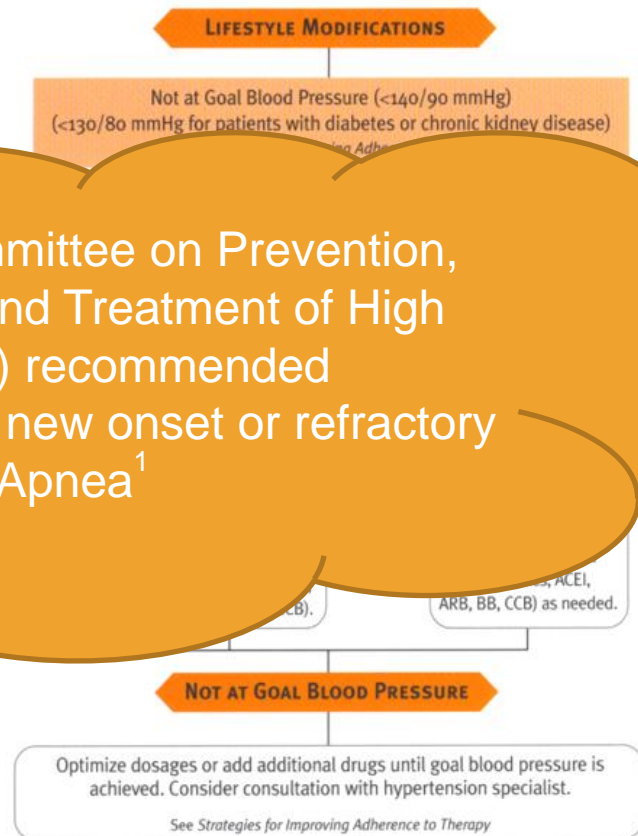 LIFESTYLE MODIFICATIONS
Not at Goal Blood Pressure (<140/90 mmHg)
(<130/80 mmHg for patients with diabetes or chronic kidney disease)
mmittee on Prevention,
nd Treatment of High
) recommended
new onset or refractory
Apnea1
CB).
ACEI,
ARB, BB, CCB) as needed.
NOT AT GOAL BLOOD PRESSURE
Optimize dosages or add additional drugs until goal blood pressure is
achieved. Consider consultation with hypertension specialist.
See Strategies for Improving Adherence to Therapy